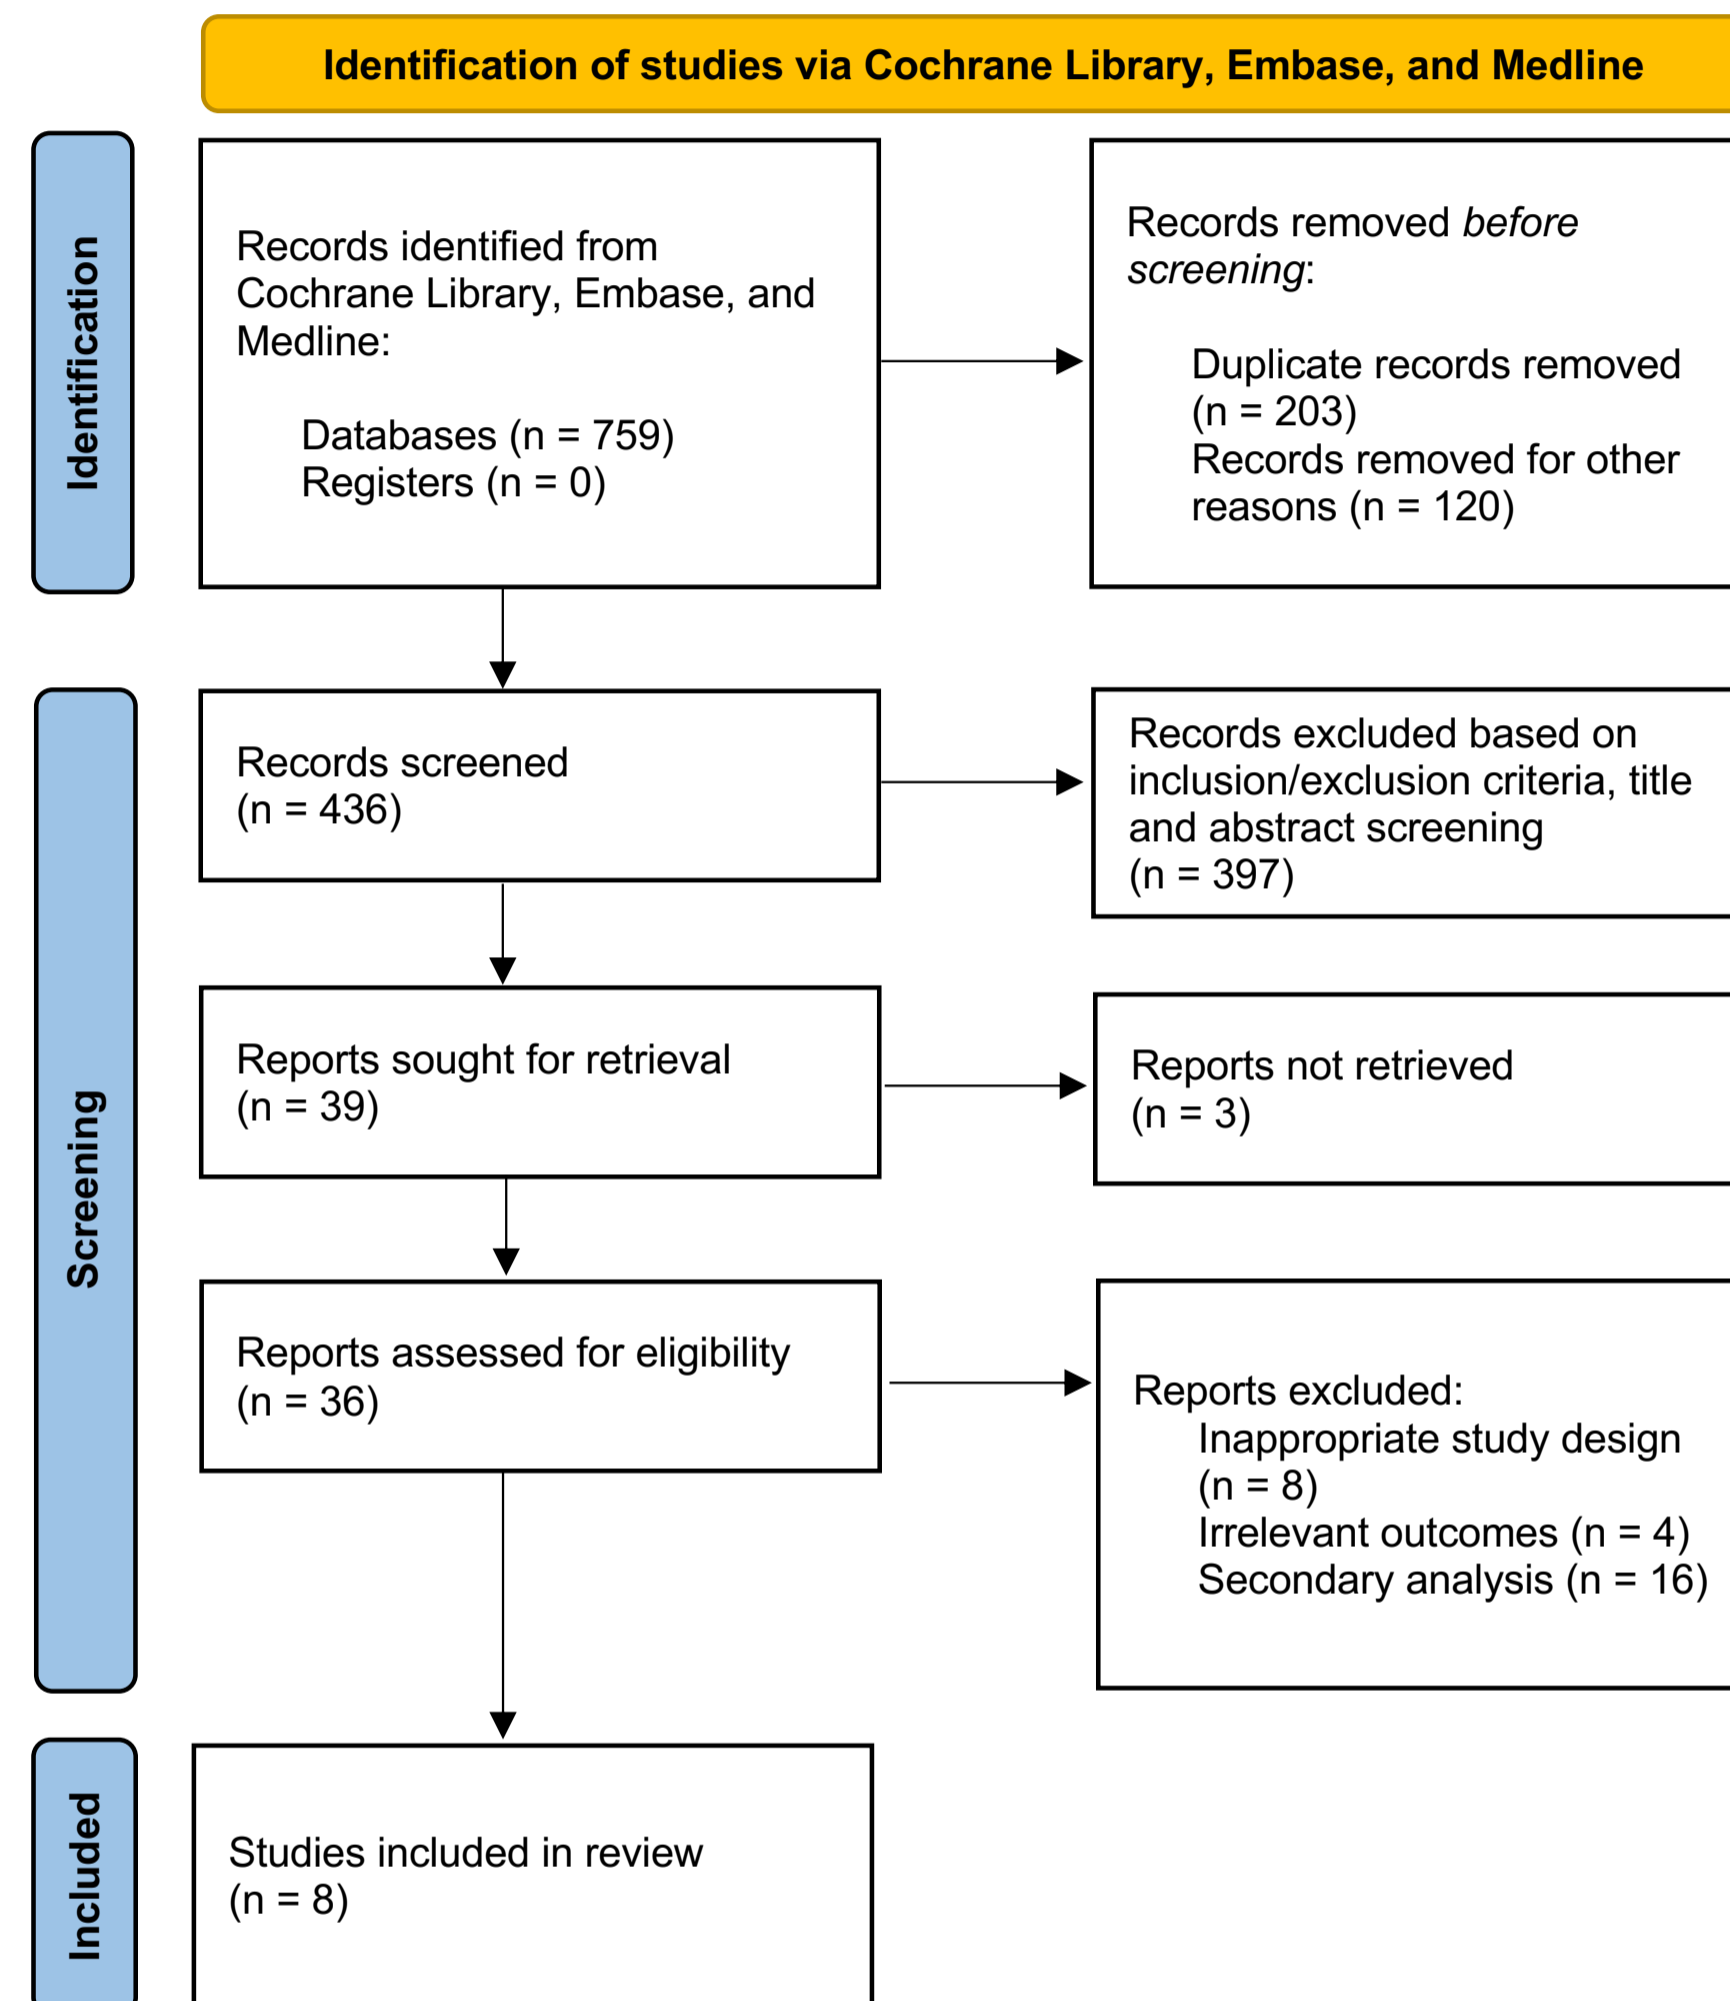 Identification of studies via Cochrane Library, Embase, and Medline
Identification
Records identified from
Cochrane Library, Embase, and
Medline:
Databases (n = 759)
Registers (n = 0)
Records removed before
screening:
Duplicate records removed
(n = 203)
Records removed for other
reasons (n = 120)
Screening
Records screened
(n = 436)
Records excluded based on
inclusion/exclusion criteria, title
and abstract screening
(n = 397)
Reports sought for retrieval
(n = 39)
Reports not retrieved
(n = 3)
Reports assessed for eligibility
(n = 36)
Reports excluded:
Inappropriate study design
(n = 8)
Irrelevant outcomes (n = 4)
Secondary analysis (n = 16)
Included
Studies included in review
(n = 8)